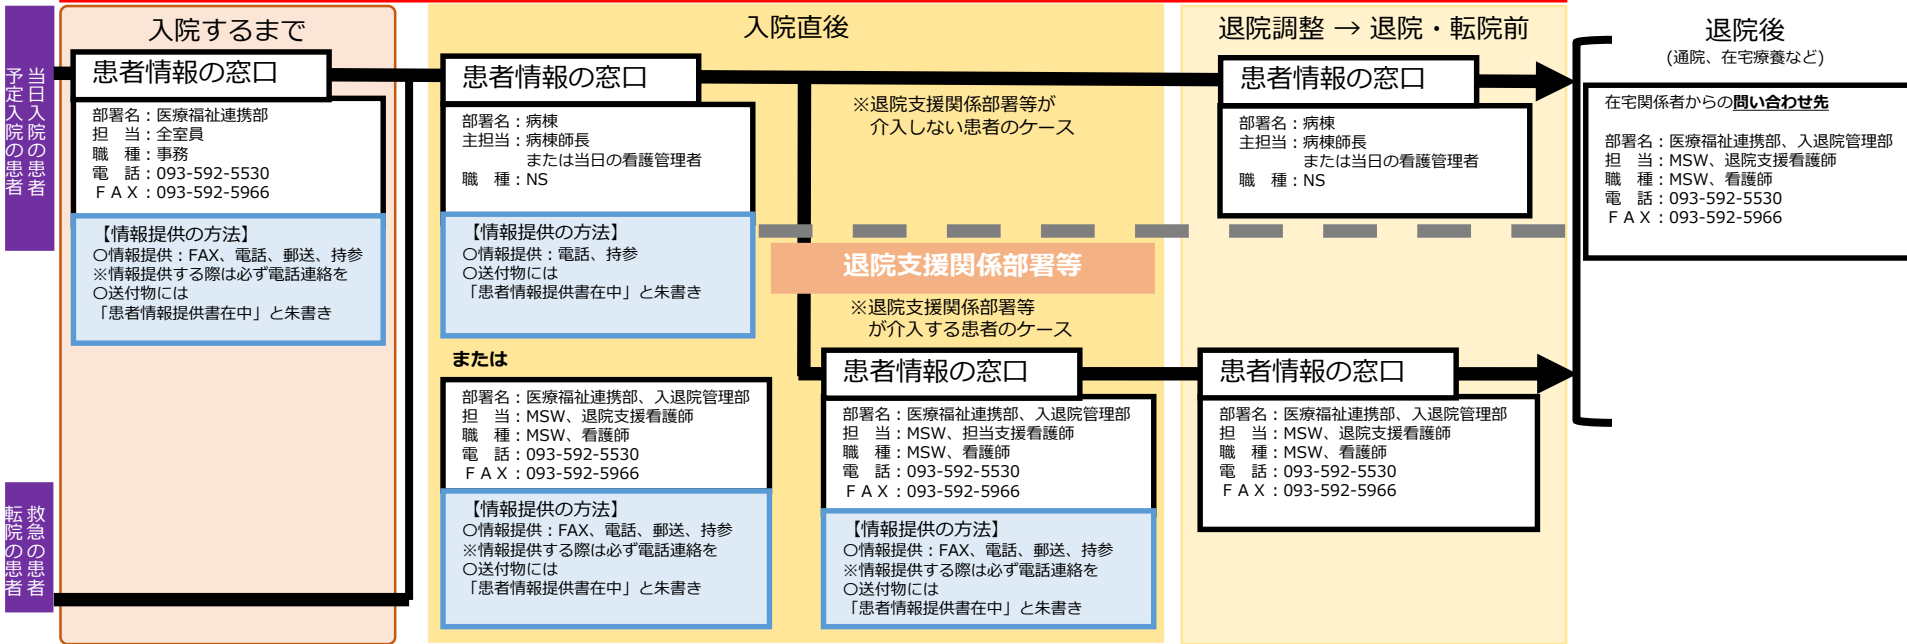 当日入院の患者
予定入院の患者
救急の患者
転院の患者
入院するまで
患者情報の窓口
部署名：医療福祉連携部
担　当：全室員
職　種：事務
電　話：093-592-5530
ＦＡＸ：093-592-5966
【情報提供の方法】
○情報提供：FAX、電話、郵送、持参
※情報提供する際は必ず電話連絡を
○送付物には
「患者情報提供書在中」と朱書き
入院直後
患者情報の窓口
部署名：病棟
主担当：病棟師長
または当日の看護管理者
職　種：NS
【情報提供の方法】
○情報提供：電話、持参
○送付物には
「患者情報提供書在中」と朱書き
または
部署名：医療福祉連携部、入退院管理部
担　当：MSW、退院支援看護師
職　種：MSW、看護師
電　話：093-592-5530
ＦＡＸ：093-592-5966
【情報提供の方法】
○情報提供：FAX、電話、郵送、持参
※情報提供する際は必ず電話連絡を
○送付物には
「患者情報提供書在中」と朱書き
※退院支援関係部署等が
介入しない患者のケース
退院支援関係部署等
※退院支援関係部署等
が介入する患者のケース
患者情報の窓口
部署名：医療福祉連携部、入退院管理部
担　当：MSW、担当支援看護師
職　種：MSW、看護師
電　話：093-592-5530
ＦＡＸ：093-592-5966
【情報提供の方法】
○情報提供：FAX、電話、郵送、持参
※情報提供する際は必ず電話連絡を
○送付物には
「患者情報提供書在中」と朱書き
退院調整 → 退院・転院前
患者情報の窓口
部署名：病棟
主担当：病棟師長
または当日の看護管理者
職　種：NS
患者情報の窓口
部署名：医療福祉連携部、入退院管理部
担　当：MSW、退院支援看護師
職　種：MSW、看護師
電　話：093-592-5530
ＦＡＸ：093-592-5966
退院後
(通院、在宅療養など)
在宅関係者からの問い合わせ先
部署名：医療福祉連携部、入退院管理部
担　当：MSW、退院支援看護師
職　種：MSW、看護師
電　話：093-592-5530
ＦＡＸ：093-592-5966